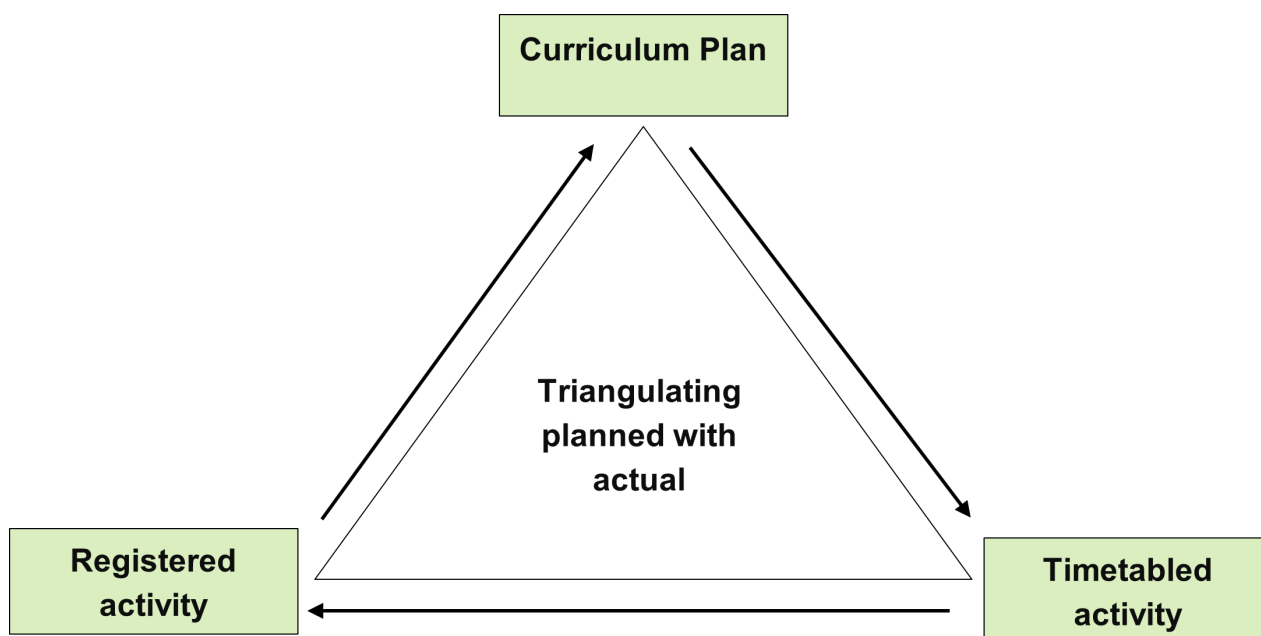 Curriculum Plan
Triangulating
planned with
actual
Registered
activity
Timetabled
activity